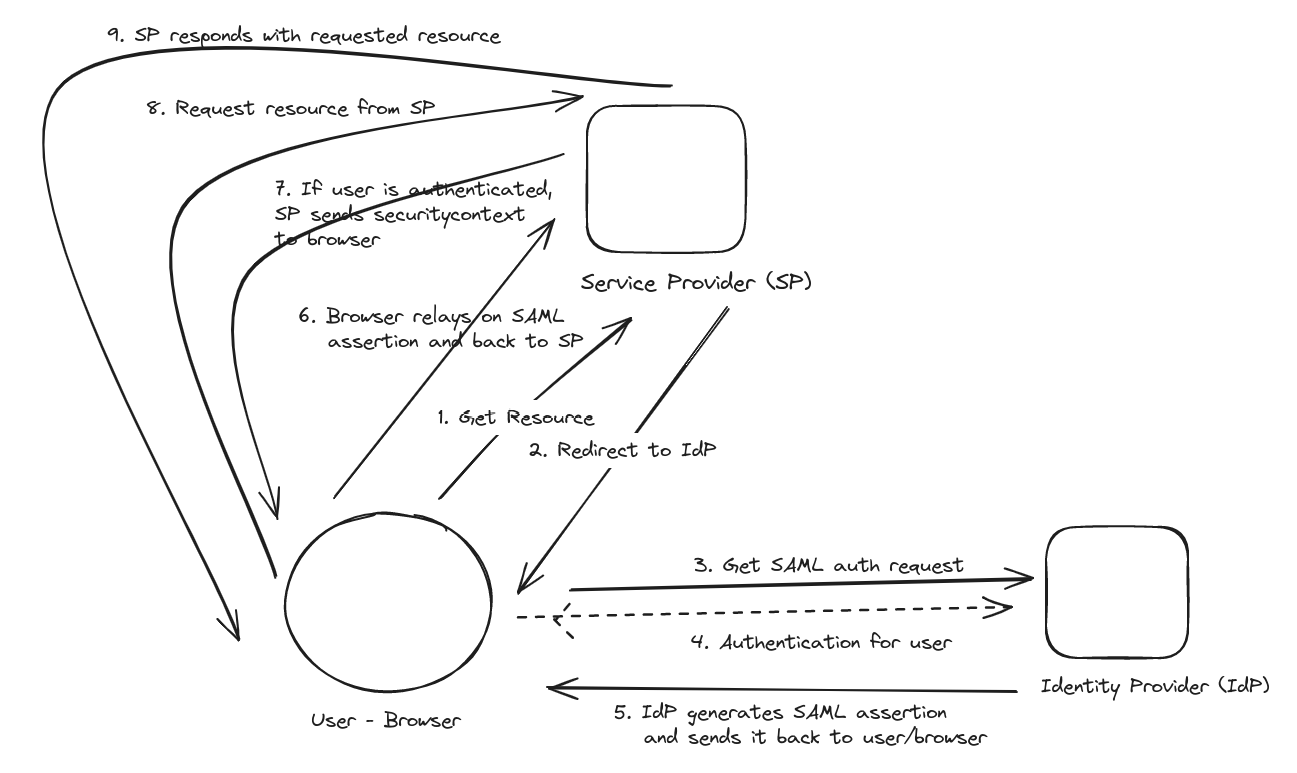 9. SP responds with requested resource
8. Request resource from SP
7. If user is authenticated,
SP sends securitycontext
to browser
Service Provider (SP)
6. Browser relays on SAML
assertion and back to SP
1. Get Resource
2. Redirect to IdP
3. Get SAML auth request
4. Authentication for user
Identity Provider (IdP)
5. IdP generates SAML assertion
and sends it back to user/browser
User - Browser